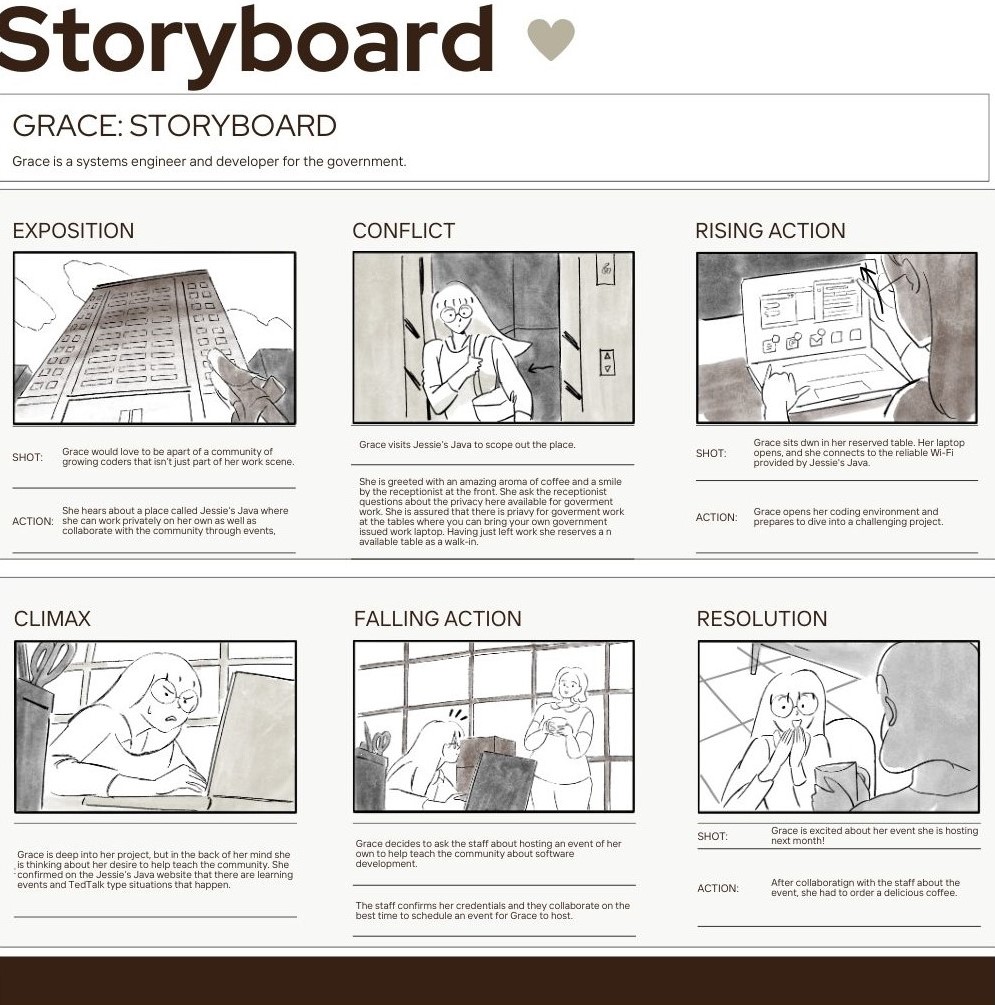 Storyboard
GRACE: STORYBOARD
Grace is a systems engineer and developer for the government.
EXPOSITION
SHOT:
Grace would love to be apart of a community of
growing coders that isn't just part of her work scene.
ACTION:
She hears about a place called Jessie's Java where
she can work privately on her own as well as
collaborate with the community through events,
CONFLICT
Grace visits Jessie's Java to scope out the place.
She is greeted with an amazing aroma of coffee and a smile
by the receptionist at the front. She ask the receptionist
questions about the privacy here available for goverment
work. She is assured that there is priavy for goverment work
at the tables where you can bring your own government
issued work laptop. Having just left work she reserves a n
available table as a walk-in.
RISING ACTION
SHOT:
Grace sits dwn in her reserved table. Her laptop
opens, and she connects to the reliable Wi-Fi
provided by Jessie's Java.
ACTION:
Grace opens her coding environment and
prepares to dive into a challenging project.
CLIMAX
Grace is deep into her project, but in the back of her mind she
is thinking about her desire to help teach the community. She
confirmed on the Jessie's Java website that there are learning
events and TedTalk type situations that happen.
FALLING ACTION
Grace decides to ask the staff about hosting an event of her
own to help teach the community about software
development.
The staff confirms her credentials and they collaborate on the
best time to schedule an event for Grace to host.
RESOLUTION
SHOT:
Grace is excited about her event she is hosting
next month!
ACTION:
After collaboratign with the staff about the
event, she had to order a delicious coffee.